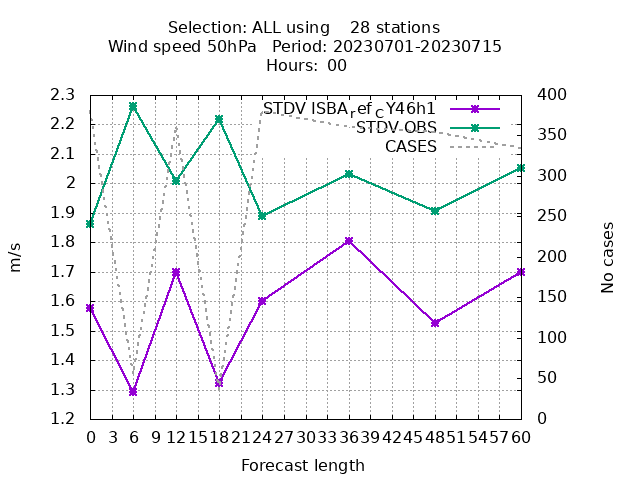 Selection: ALL using    28 stations
Wind speed 50hPa   Period: 20230701-20230715
Hours:  00
STDV ISBA_ref_CY46h1
STDV OBS
CASES
2.3
2.2
2.1
2
1.9
1.8
1.7
1.6
1.5
1.4
1.3
1.2
m/s
400
350
300
250
200
150
100
50
0
No cases
0 3 6 9 12 15 18 21 24 27 30 33 36 39 42 45 48 51 54 57 60
Forecast length